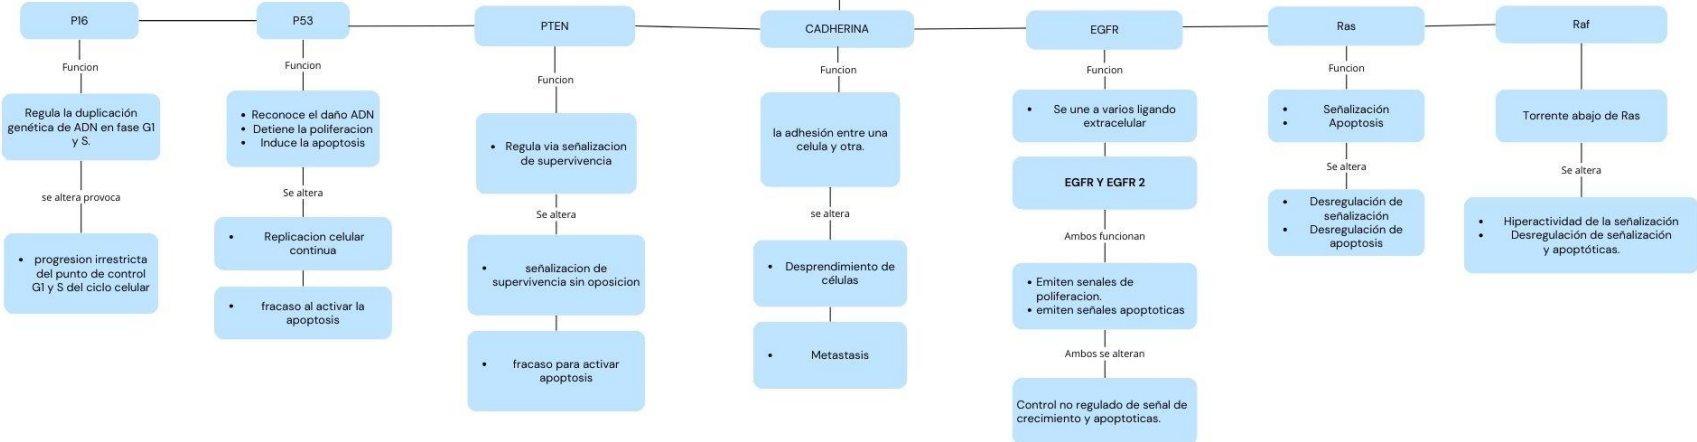 P16
Funcion
Regula la duplicación
genética de ADN en fase G1
y S.
se altera provoca
• progresion irrestricta
del punto de control
G1 y S del ciclo celular
P53
Funcion
• Reconoce el daño ADN
• Detiene la poliferacion
• Induce la apoptosis
Se altera
• Replicacion celular
continua
• fracaso al activar la
apoptosis
PTEN
Funcion
• Regula via señalizacion
de supervivencia
Se altera
• señalizacion de
supervivencia sin oposicion
• fracaso para activar
apoptosis
CADHERINA
Funcion
la adhesión entre una
celula y otra.
se altera
• Desprendimiento de
células
• Metastasis
EGFR
Funcion
• Se une a varios ligando
extracelular
EGFR Y EGFR 2
Ambos funcionan
• Emiten senales de
poliferacion.
• emiten señales apoptoticas
Ambos se alteran
Control no regulado de señal de
crecimiento y apoptoticas.
Ras
Funcion
• Señalización
• Apoptosis
Se altera
• Desregulación de
señalización
• Desregulación de
apoptosis
Raf
Torrente abajo de Ras
Se altera
• Hiperactividad de la señalización
• Desregulación de señalización
y apoptóticas.